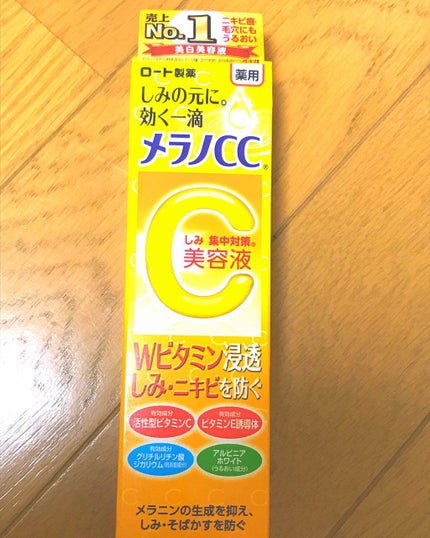 売上
No.1
ニキビ痕・
毛穴にも
うるおい
美白美容液
ロート製薬
薬用
しみの元に。
効く一滴
メラノCC®
C
しみ 集中対策®
美容液
Wビタミン浸透
しみ・ニキビを防ぐ
有効成分
活性型ビタミンC
有効成分
ビタミンE誘導体
有効成分
グリチルリチン酸
ジカリウム(抗炎症成分)
アルピニア
ホワイト
(うるおい成分)
メラニンの生成を抑え、
しみ・そばかすを防ぐ